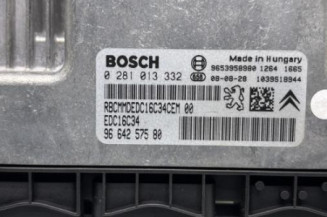 BOSCH
Made in Hungary
0 281 013 332
9653958980 1264 1665
08-08-28 1039S18944
RBCMMDEDC16C34CEM 00
EDC16C34
96 642 575 80